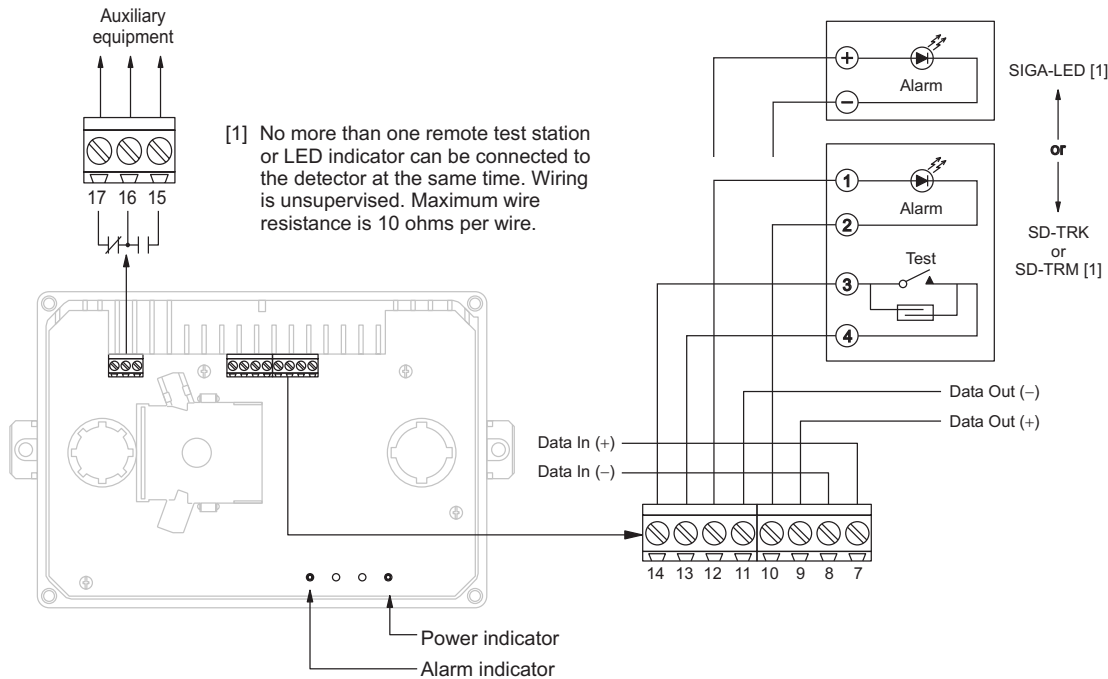 Auxiliary
equipment
17 16 15
[1] No more than one remote test station
or LED indicator can be connected to
the detector at the same time. Wiring
is unsupervised. Maximum wire
resistance is 10 ohms per wire.
+
Alarm
−
SIGA-LED [1]
or
SD-TRK
or
SD-TRM [1]
1
Alarm
2
Test
3
4
Data Out (−)
Data Out (+)
Data In (+)
Data In (−)
14 13 12 11 10 9 8 7
Power indicator
Alarm indicator